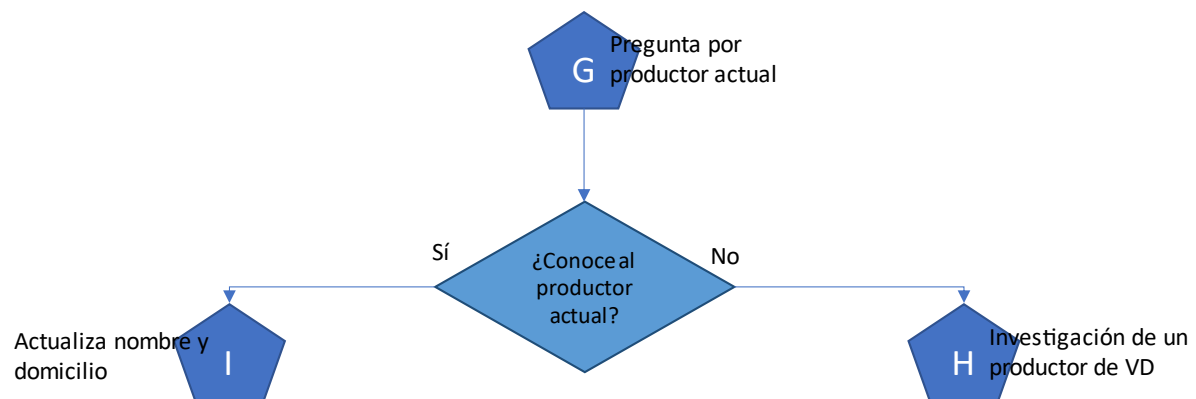 G
Pregunta por
productor actual
Sí
¿Conoce al
productor
actual?
No
Actualiza nombre y
domicilio
I
H
Investigación de un
productor de VD